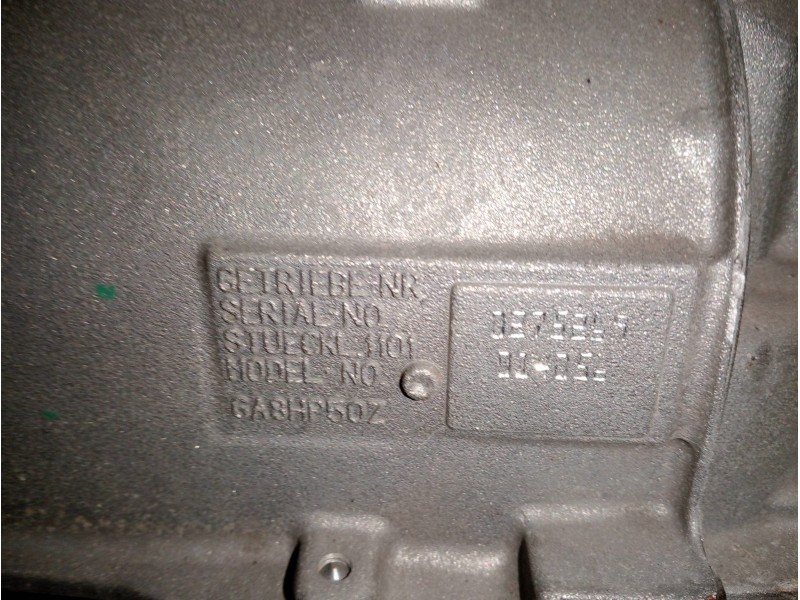 GETRIEBE-NR.
SERIAL-NO
STUECKL.1101
MODEL-NO
GA8HP50Z